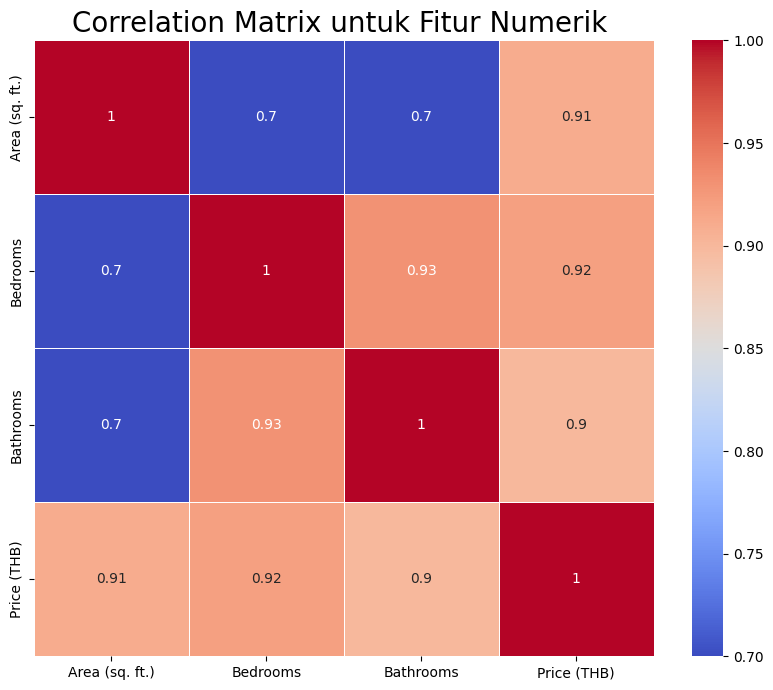 Correlation Matrix untuk Fitur Numerik
Area (sq. ft.)
1
0.7
0.7
0.91
Bedrooms
0.7
1
0.93
0.92
Bathrooms
0.7
0.93
1
0.9
Price (THB)
0.91
0.92
0.9
1
Area (sq. ft.)
Bedrooms
Bathrooms
Price (THB)
1.00
0.95
0.90
0.85
0.80
0.75
0.70